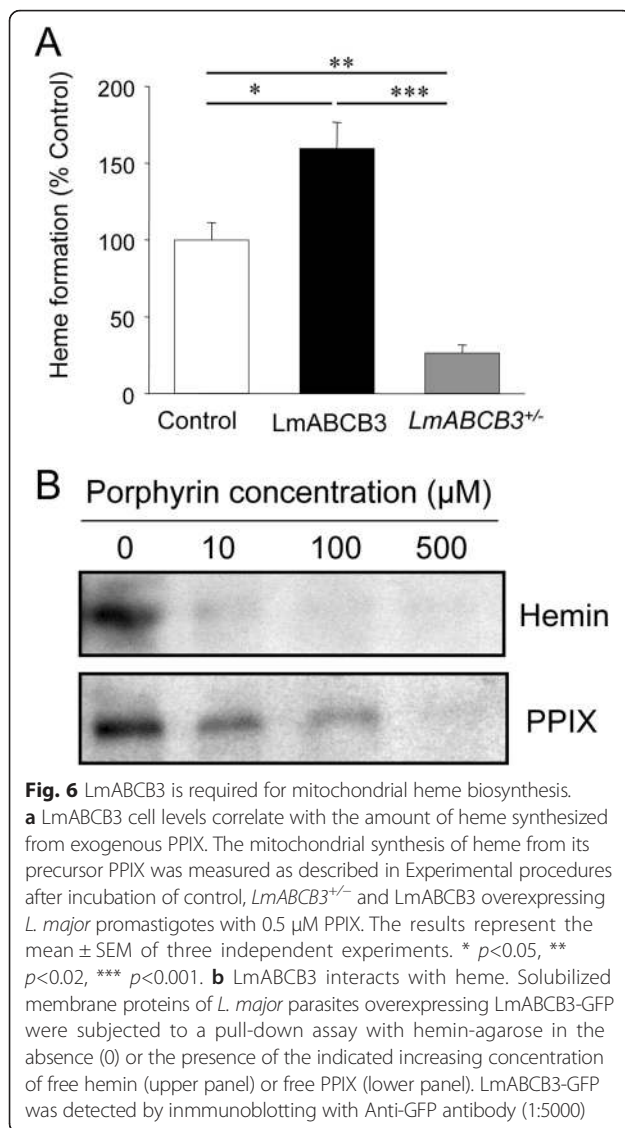 A
**
*
***
200
150
100
50
0
Heme formation (% Control)
Control LmABCB3 LmABCB3+/-
B Porphyrin concentration (µM)
0 10 100 500
Hemin
PPIX
Fig. 6 LmABCB3 is required for mitochondrial heme biosynthesis.
a LmABCB3 cell levels correlate with the amount of heme synthesized
from exogenous PPIX. The mitochondrial synthesis of heme from its
precursor PPIX was measured as described in Experimental procedures
after incubation of control, LmABCB3+/− and LmABCB3 overexpressing
L. major promastigotes with 0.5 µM PPIX. The results represent the
mean ± SEM of three independent experiments. * p<0.05, **
p<0.02, *** p<0.001. b LmABCB3 interacts with heme. Solubilized
membrane proteins of L. major parasites overexpressing LmABCB3-GFP
were subjected to a pull-down assay with hemin-agarose in the
absence (0) or the presence of the indicated increasing concentration
of free hemin (upper panel) or free PPIX (lower panel). LmABCB3-GFP
was detected by inmmunoblotting with Anti-GFP antibody (1:5000)